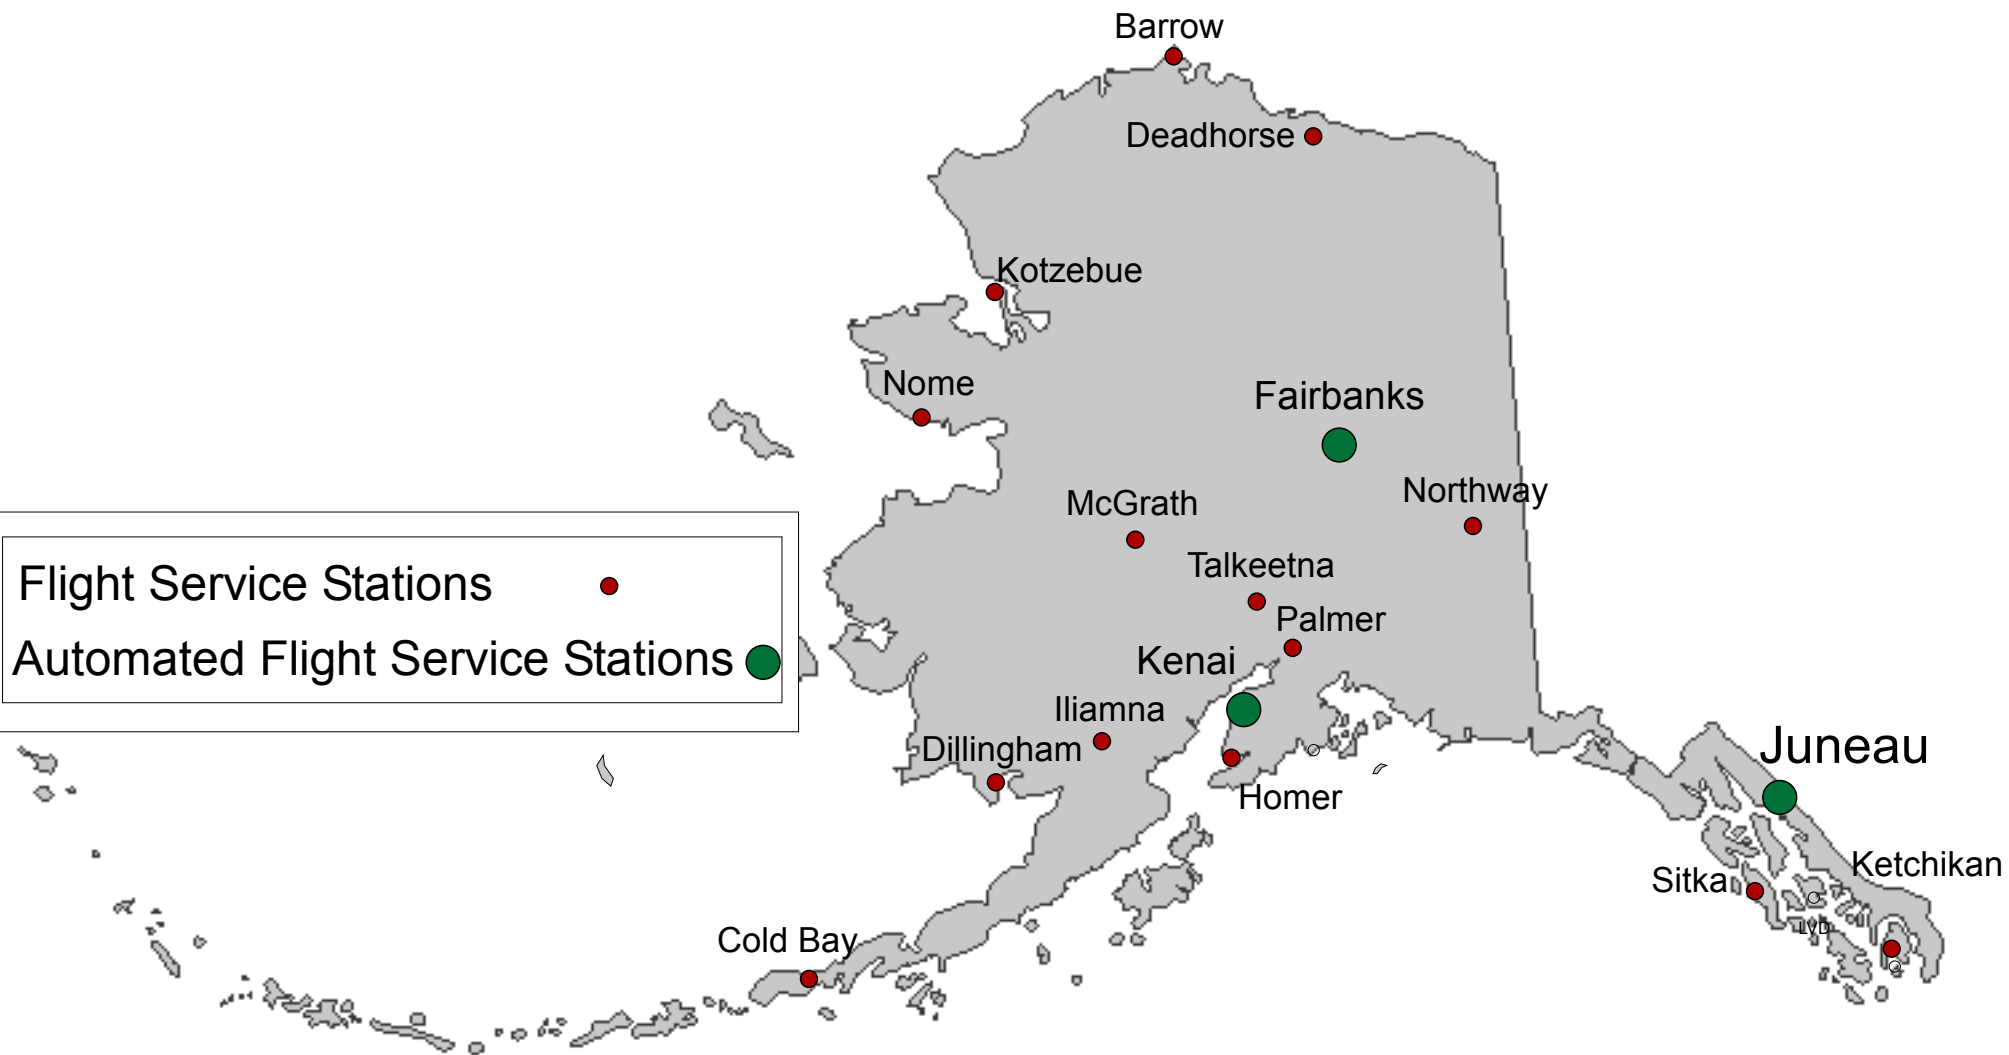 Barrow
Deadhorse
Kotzebue
Nome
Fairbanks
McGrath
Northway
Talkeetna
Flight Service Stations
Palmer
Automated Flight Service Stations
Kenai
Iliamna
Dillingham
Juneau
Homer
Ketchikan
Sitka
LVD
Cold Bay